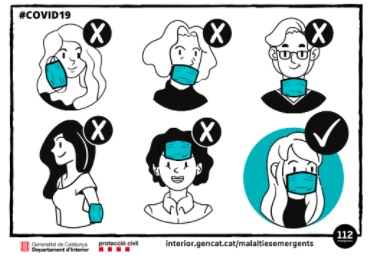 #COVID19
X
X
X
X
X
Generalitat de Catalunya
Departament d'Interior
protecció civil
interior.gencat.cat/malaltiesemergents
112